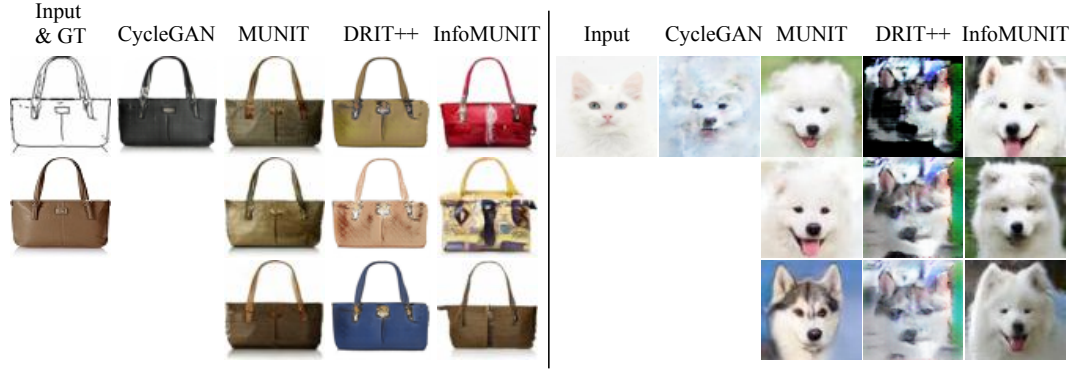 Input
& GT CycleGAN MUNIT DRIT++ InfoMUNIT
Input CycleGAN MUNIT DRIT++ InfoMUNIT